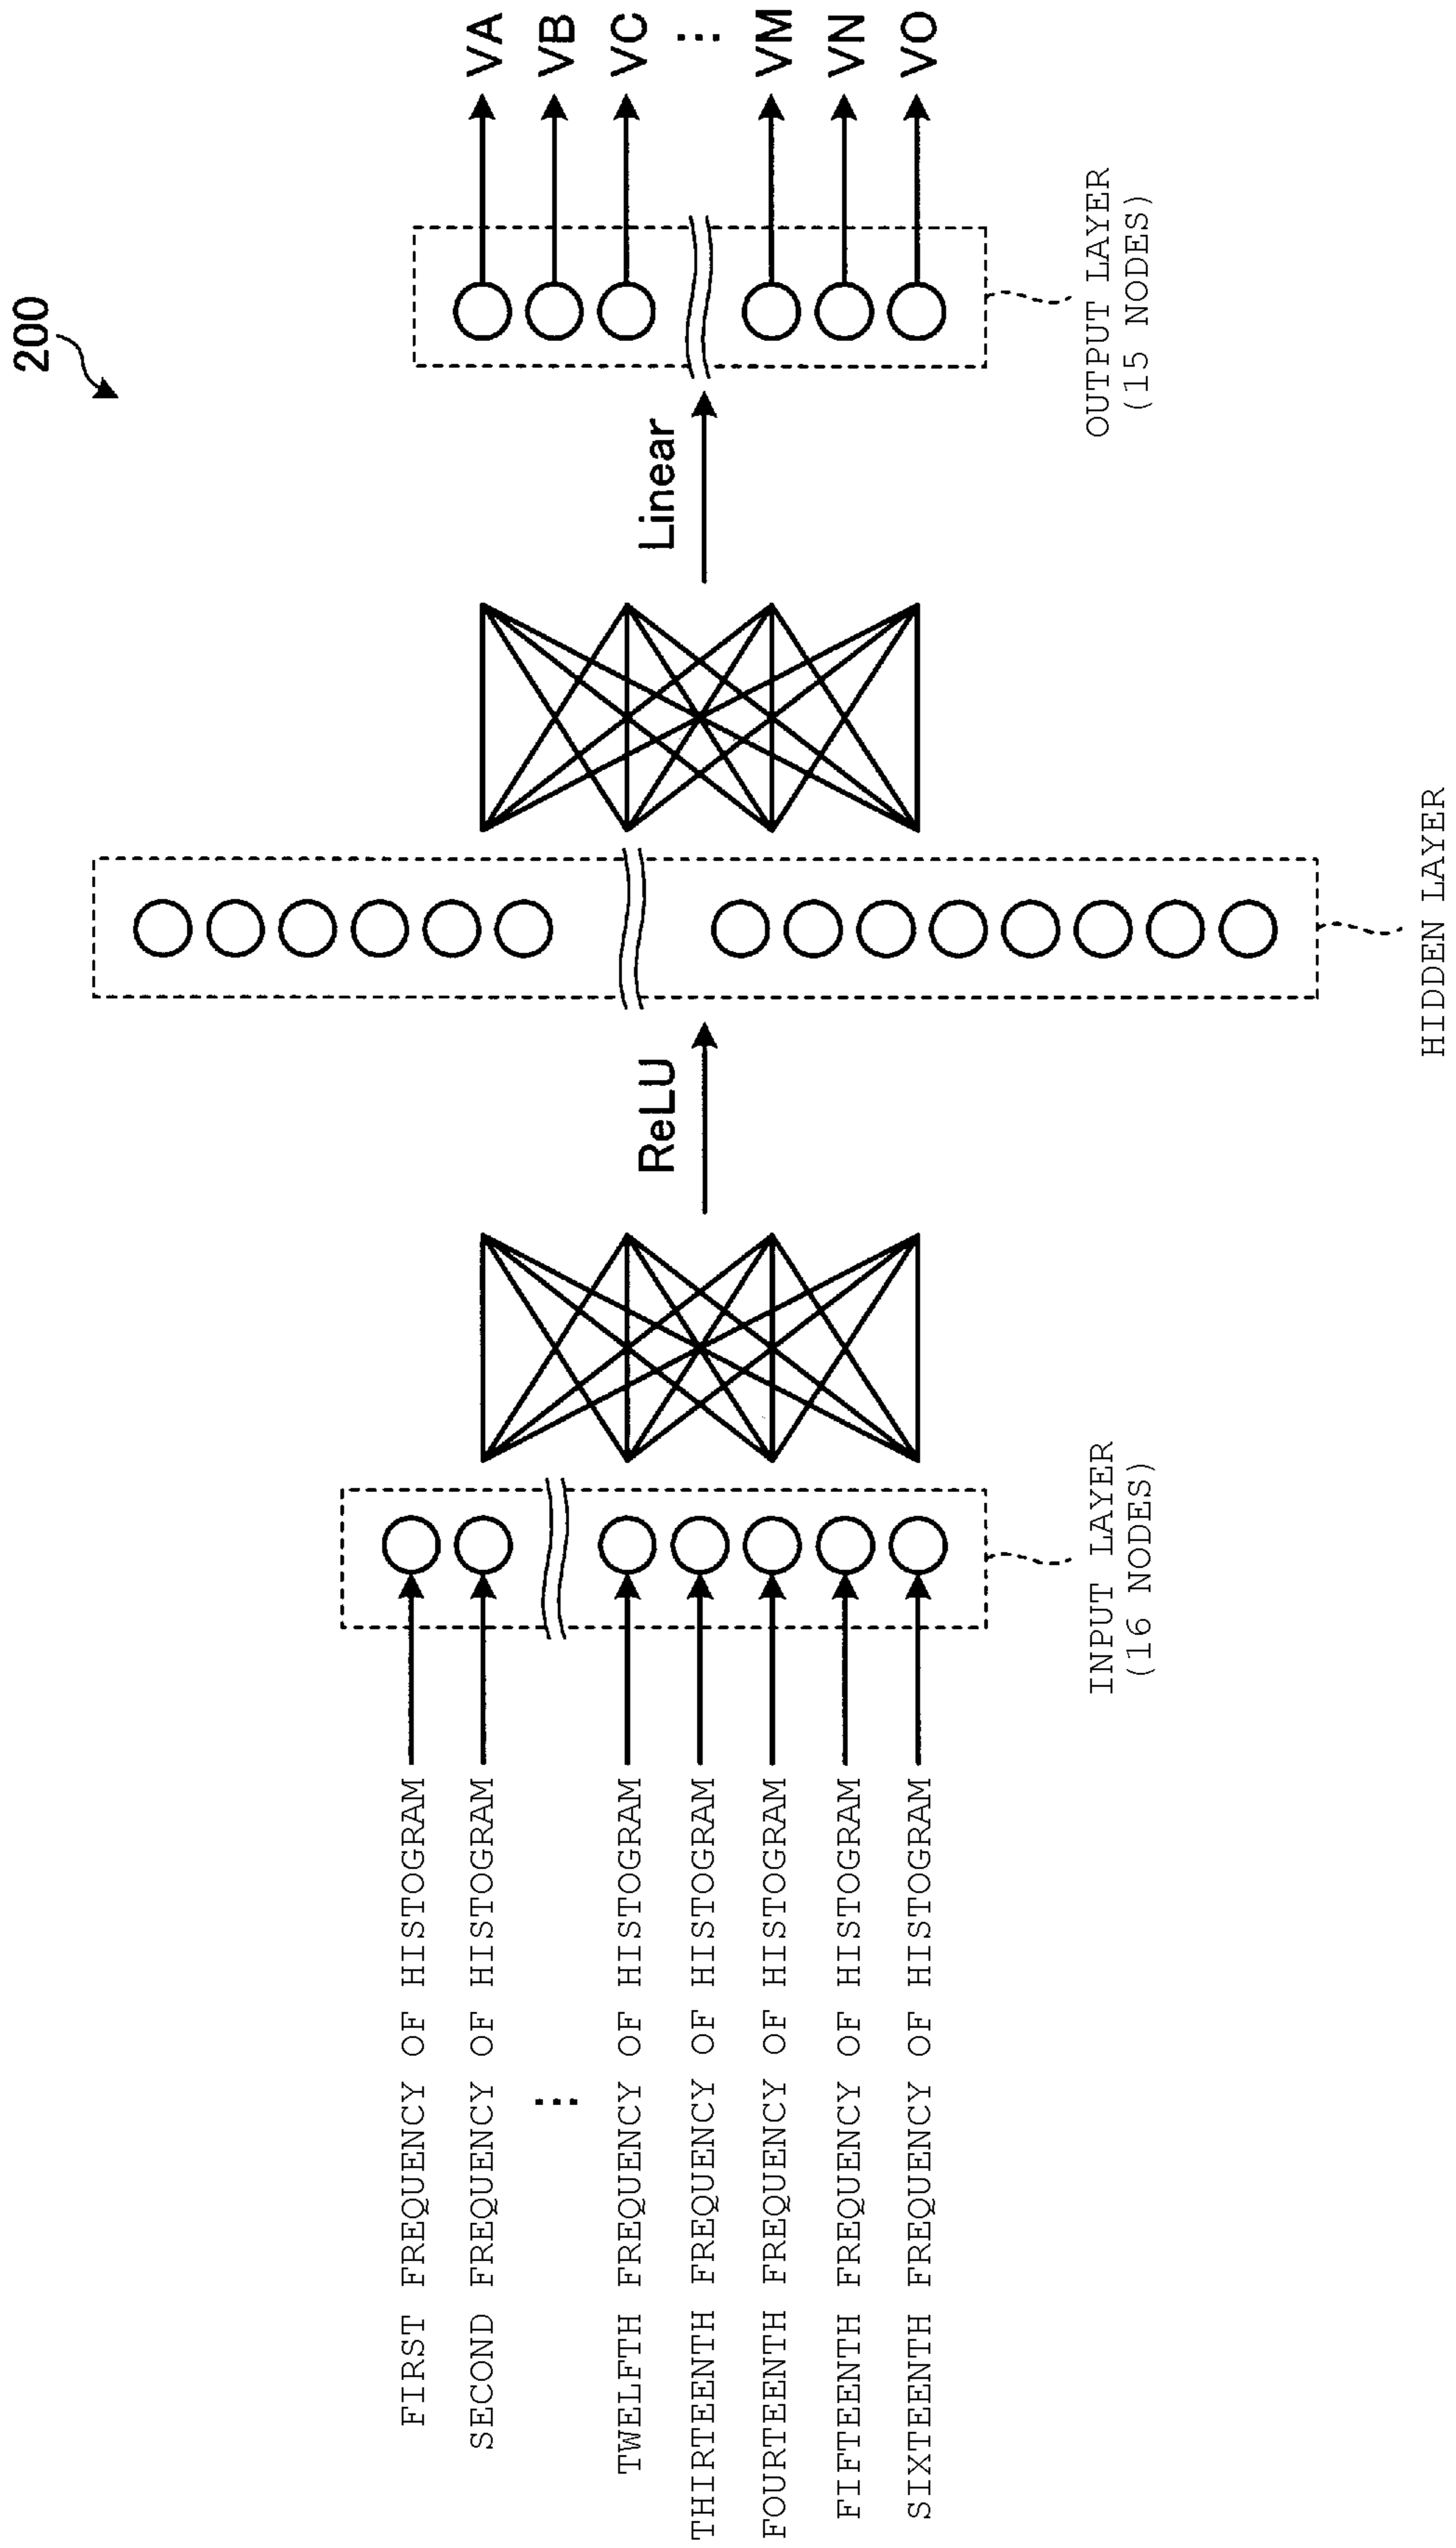 200
FIRST FREQUENCY OF HISTOGRAM
SECOND FREQUENCY OF HISTOGRAM
...
TWELFTH FREQUENCY OF HISTOGRAM
THIRTEENTH FREQUENCY OF HISTOGRAM
FOURTEENTH FREQUENCY OF HISTOGRAM
FIFTEENTH FREQUENCY OF HISTOGRAM
SIXTEENTH FREQUENCY OF HISTOGRAM
INPUT LAYER
(16 NODES)
ReLU
HIDDEN LAYER
Linear
OUTPUT LAYER
(15 NODES)
VA
VB
VC
...
VM
VN
VO